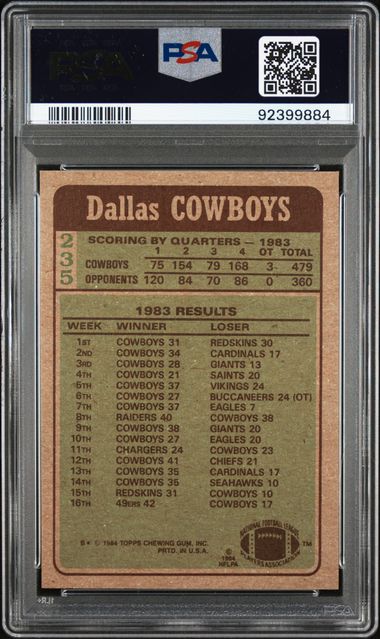 PSA
PSA
92399884
Dallas COWBOYS
235
SCORING BY QUARTERS — 1983
1 2 3 4 OT TOTAL
COWBOYS 75 154 79 168 3 479
OPPONENTS 120 84 70 86 0 360
1983 RESULTS
WEEK WINNER LOSER
1ST COWBOYS 31 REDSKINS 30
2ND COWBOYS 34 CARDINALS 17
3RD COWBOYS 28 GIANTS 13
4TH COWBOYS 21 SAINTS 20
5TH COWBOYS 37 VIKINGS 24
6TH COWBOYS 27 BUCCANEERS 24 (OT)
7TH COWBOYS 37 EAGLES 7
8TH RAIDERS 40 COWBOYS 38
9TH COWBOYS 38 GIANTS 20
10TH COWBOYS 27 EAGLES 20
11TH CHARGERS 24 COWBOYS 23
12TH COWBOYS 41 CHIEFS 21
13TH COWBOYS 35 CARDINALS 17
14TH COWBOYS 35 SEAHAWKS 10
15TH REDSKINS 31 COWBOYS 10
16TH 49ERS 42 COWBOYS 17
B* © 1984 TOPPS CHEWING GUM, INC.
PRTD. IN U.S.A.
© 1984
NFLPA
NATIONAL FOOTBALL LEAGUE
PLAYERS ASSOCIATION
TM